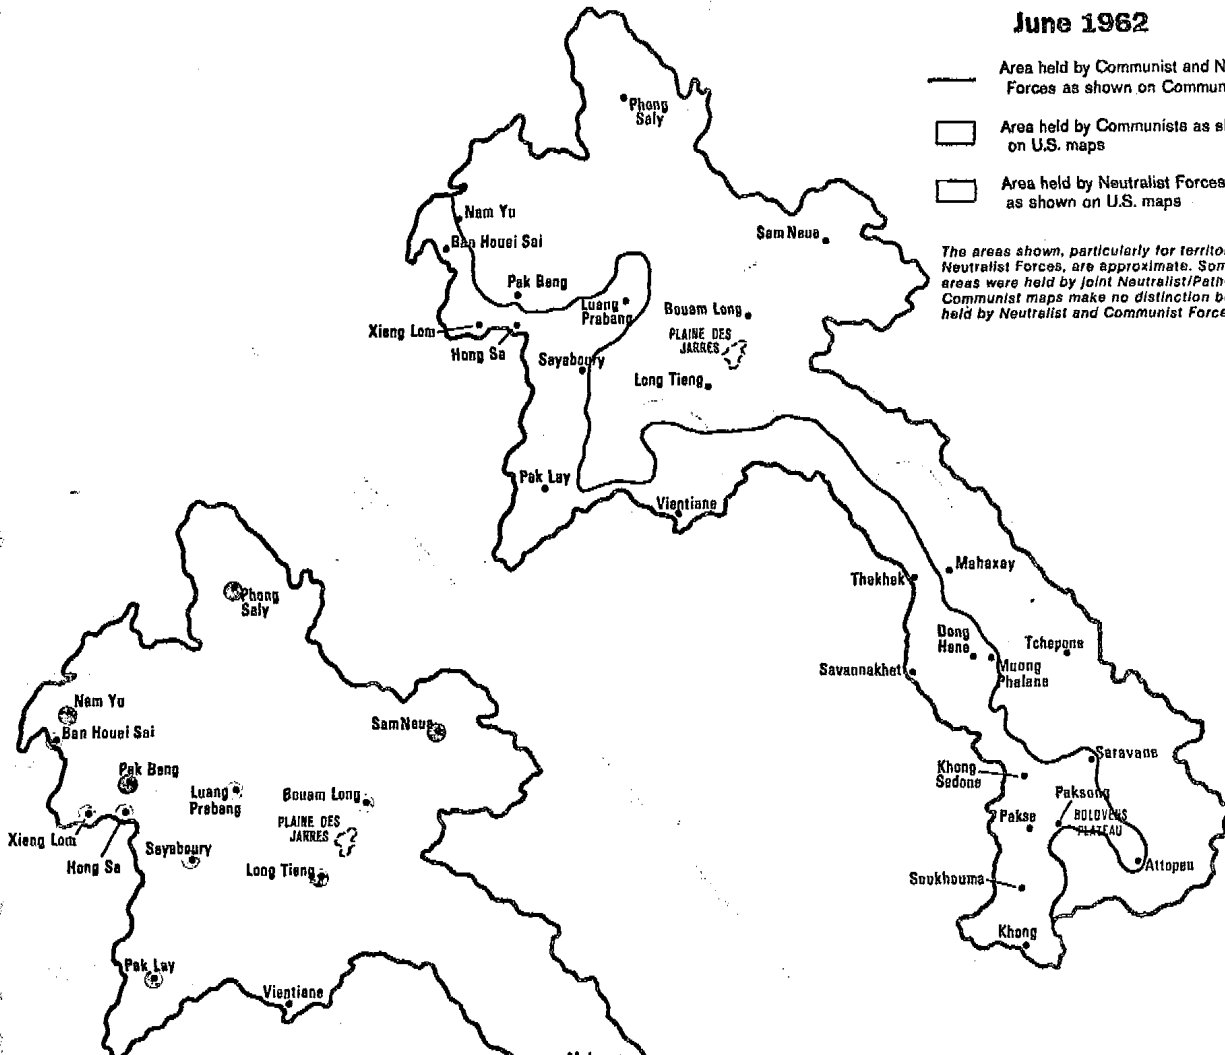 June 1962
Area held by Communist and N
Forces as shown on Commun
Area held by Communists as s
on U.S. maps
Area held by Neutralist Forces
as shown on U.S. maps
The areas shown, particularly for territo
Neutralist Forces, are approximate. Som
areas were held by joint Neutralist/Path
Communist maps make no distinction b
held by Neutralist and Communist Force
Phong
Saly
Nam Yu
Ban Houei Sai
Sam Neua
Pak Beng
Luang
Prabang
Bouam Long
Xieng Lom
Hong Sa
PLAINE DES
JARRES
Sayaboury
Long Tieng
Pak Lay
Vientiane
Thakhek
Mahaxay
Dong
Hene
Tchepone
Savannakhet
Muong
Phalane
Saravane
Khong
Sedone
Paksong
Pakse
BOLOVENS
PLATEAU
Attopeu
Soukhouma
Khong
Phong
Saly
Nam Yu
Ban Houei Sai
Sam Neua
Pak Beng
Luang
Prabang
Bouam Long
PLAINE DES
JARRES
Xieng Lom
Hong Sa
Sayaboury
Long Tieng
Pak Lay
Vientiane